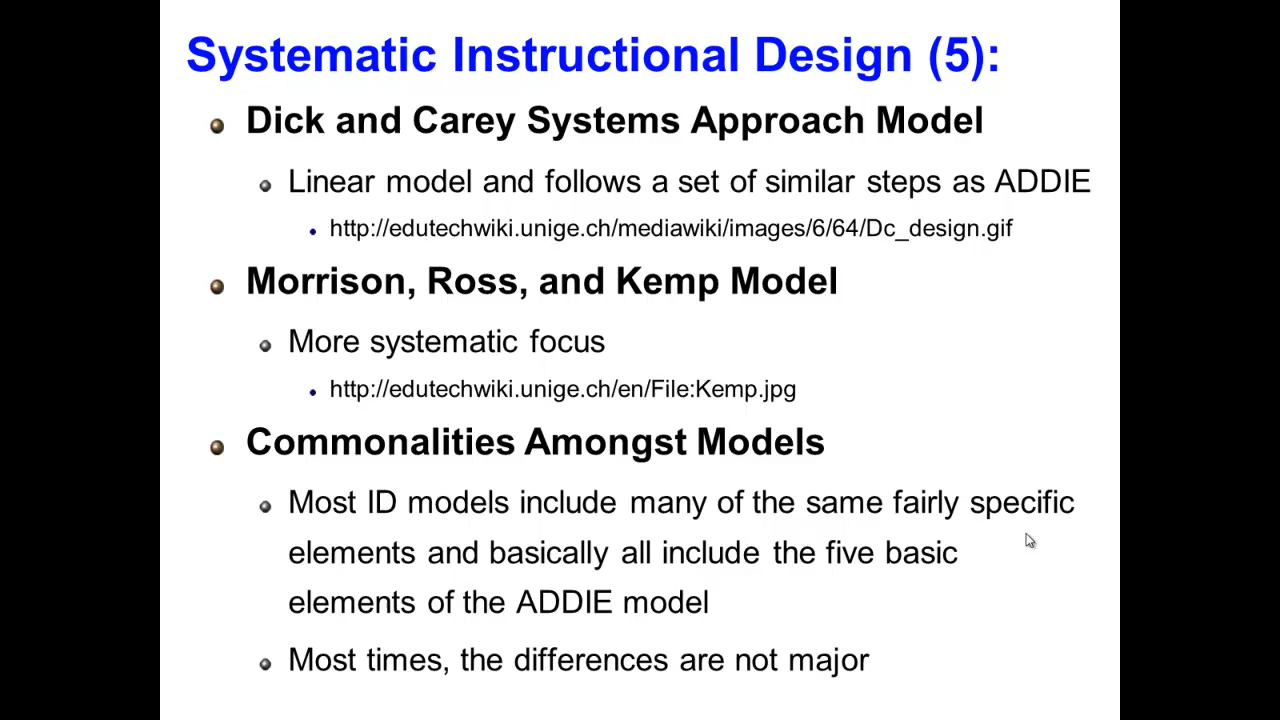 Systematic Instructional Design (5):
Dick and Carey Systems Approach Model
Linear model and follows a set of similar steps as ADDIE
http://edutechwiki.unige.ch/mediawiki/images/6/64/Dc_design.gif
Morrison, Ross, and Kemp Model
More systematic focus
http://edutechwiki.unige.ch/en/File:Kemp.jpg
Commonalities Amongst Models
Most ID models include many of the same fairly specific
elements and basically all include the five basic
elements of the ADDIE model
Most times, the differences are not major